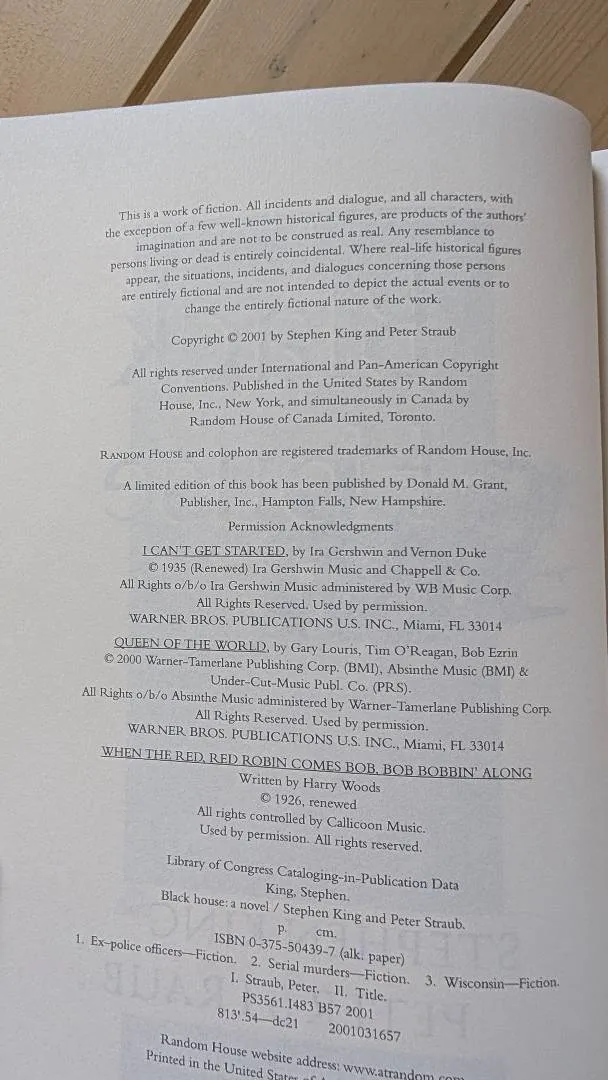 This is a work of fiction. All incidents and dialogue, and all characters, with
the exception of a few well-known historical figures, are products of the authors'
imagination and are not to be construed as real. Any resemblance to
persons living or dead is entirely coincidental. Where real-life historical figures
appear, the situations, incidents, and dialogues concerning those persons
are entirely fictional and are not intended to depict the actual events or to
change the entirely fictional nature of the work.
Copyright © 2001 by Stephen King and Peter Straub
All rights reserved under International and Pan-American Copyright
Conventions. Published in the United States by Random
House, Inc., New York, and simultaneously in Canada by
Random House of Canada Limited, Toronto.
RANDOM HOUSE and colophon are registered trademarks of Random House, Inc.
A limited edition of this book has been published by Donald M. Grant,
Publisher, Inc., Hampton Falls, New Hampshire.
Permission Acknowledgments
I CAN'T GET STARTED, by Ira Gershwin and Vernon Duke
© 1935 (Renewed) Ira Gershwin Music and Chappell & Co.
All Rights o/b/o Ira Gershwin Music administered by WB Music Corp.
All Rights Reserved. Used by permission.
WARNER BROS. PUBLICATIONS U.S. INC., Miami, FL 33014
QUEEN OF THE WORLD, by Gary Louris, Tim O'Reagan, Bob Ezrin
© 2000 Warner-Tamerlane Publishing Corp. (BMI), Absinthe Music (BMI) &
Under-Cut-Music Publ. Co. (PRS).
All Rights o/b/o Absinthe Music administered by Warner-Tamerlane Publishing Corp.
All Rights Reserved. Used by permission.
WARNER BROS. PUBLICATIONS U.S. INC., Miami, FL 33014
WHEN THE RED, RED ROBIN COMES BOB, BOB BOBBIN' ALONG
Written by Harry Woods
© 1926, renewed
All rights controlled by Callicoon Music.
Used by permission. All rights reserved.
Library of Congress Cataloging-in-Publication Data
King, Stephen.
Black house: a novel / Stephen King and Peter Straub.
p. cm.
ISBN 0-375-50439-7 (alk. paper)
1. Ex-police officers—Fiction. 2. Serial murders—Fiction. 3. Wisconsin—Fiction.
I. Straub, Peter. II. Title.
PS3561.I483 B57 2001
813'.54—dc21 2001031657
Random House website address: www.atrandom.com
Printed in the United States of